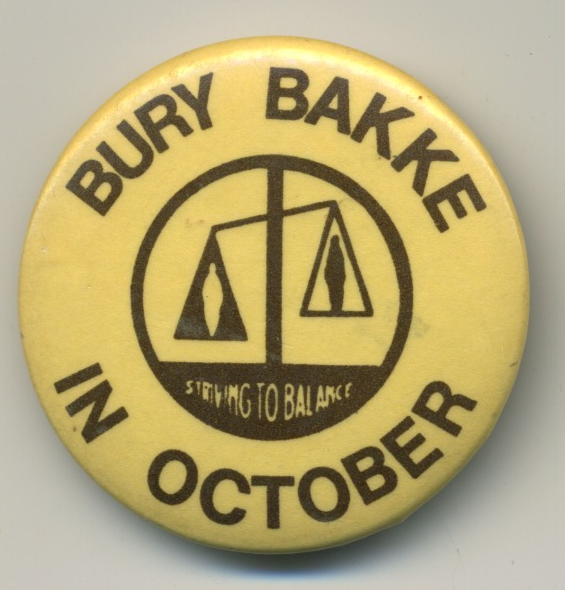 BURY BAKKE
STRIVING TO BALANCE
IN OCTOBER